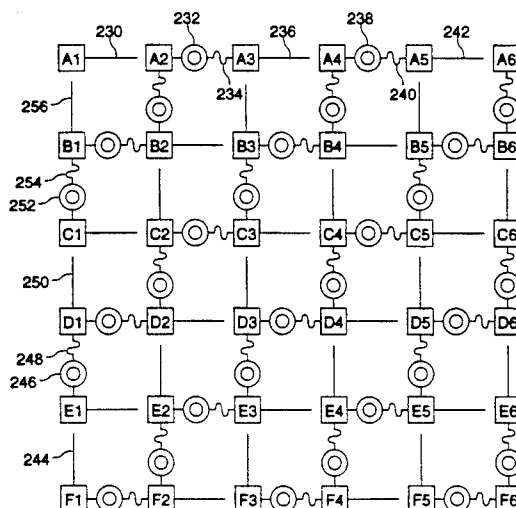 232 238
230 236 242
A1 A2 A3 A4 A5 A6
234 240
256
B1 B2 B3 B4 B5 B6
254
252
C1 C2 C3 C4 C5 C6
250
D1 D2 D3 D4 D5 D6
248
246
E1 E2 E3 E4 E5 E6
244
F1 F2 F3 F4 F5 F6